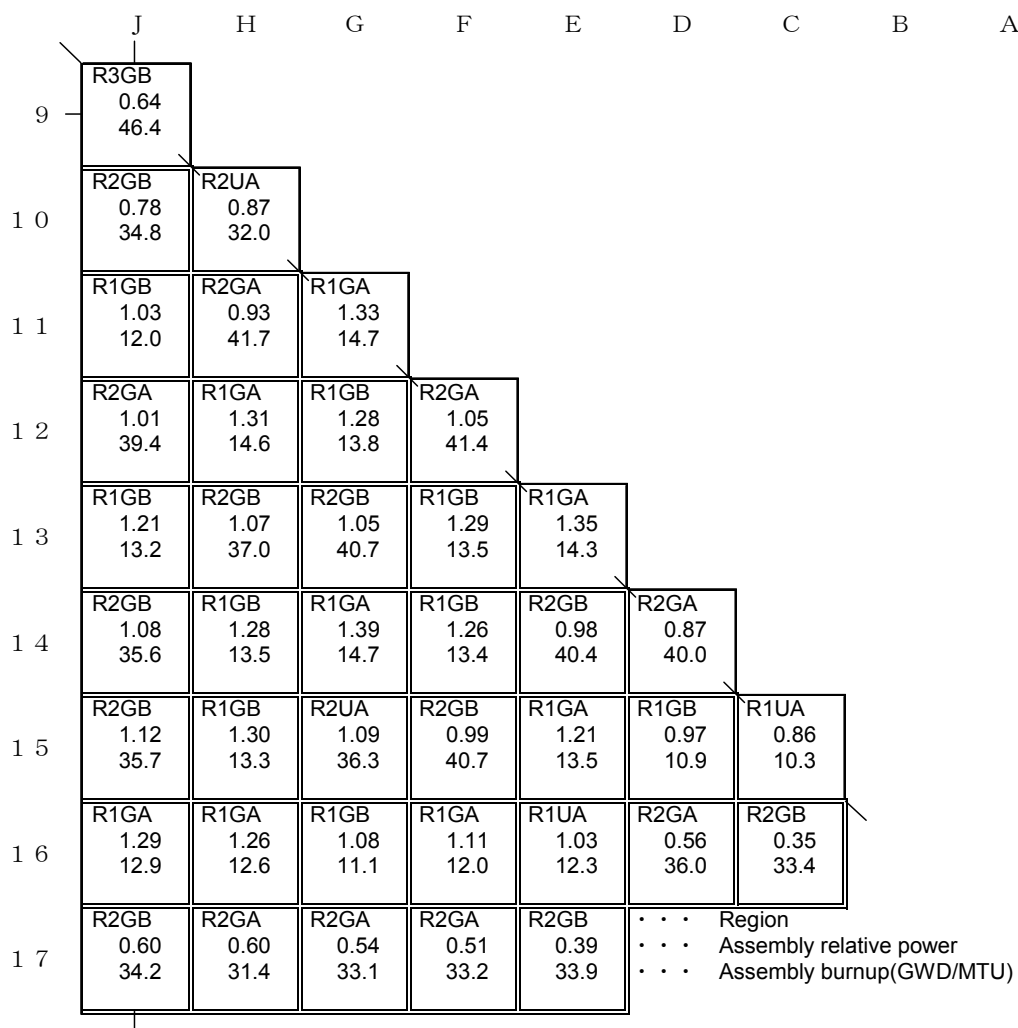 J H G F E D C B A
R3GB
9 0.64
46.4
R2GB R2UA
10 0.78 0.87
34.8 32.0
R1GB R2GA R1GA
11 1.03 0.93 1.33
12.0 41.7 14.7
R2GA R1GA R1GB R2GA
12 1.01 1.31 1.28 1.05
39.4 14.6 13.8 41.4
R1GB R2GB R2GB R1GB R1GA
13 1.21 1.07 1.05 1.29 1.35
13.2 37.0 40.7 13.5 14.3
R2GB R1GB R1GA R1GB R2GB R2GA
14 1.08 1.28 1.39 1.26 0.98 0.87
35.6 13.5 14.7 13.4 40.4 40.0
R2GB R1GB R2UA R2GB R1GA R1GB R1UA
15 1.12 1.30 1.09 0.99 1.21 0.97 0.86
35.7 13.3 36.3 40.7 13.5 10.9 10.3
R1GA R1GA R1GB R1GA R1UA R2GA R2GB
16 1.29 1.26 1.08 1.11 1.03 0.56 0.35
12.9 12.6 11.1 12.0 12.3 36.0 33.4
R2GB R2GA R2GA R2GA R2GB ・・・ Region
17 0.60 0.60 0.54 0.51 0.39 ・・・ Assembly relative power
34.2 31.4 33.1 33.2 33.9 ・・・ Assembly burnup(GWD/MTU)